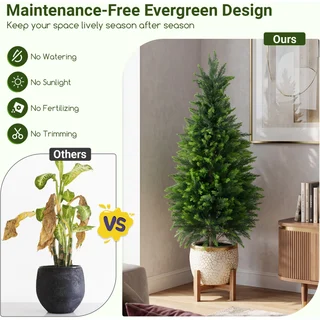 Maintenance-Free Evergreen Design
Keep your space lively season after season
Ours
No Watering
No Sunlight
No Fertilizing
No Trimming
Others
VS